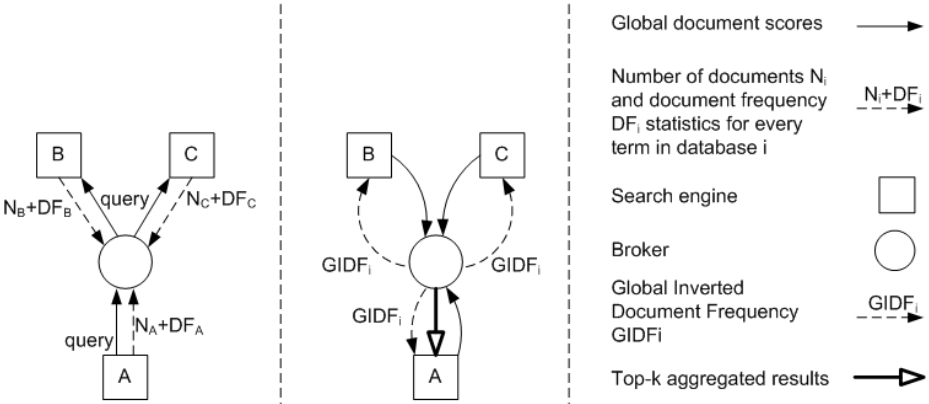 B
C
query
N_B+DF_B
N_C+DF_C
query
N_A+DF_A
A
B
C
GIDF_i
GIDF_i
GIDF_i
A
Global document scores
Number of documents N_i
and document frequency
DF_i statistics for every
term in database i
N_i+DF_i
Search engine
Broker
Global Inverted
Document Frequency
GIDFi
GIDF_i
Top-k aggregated results